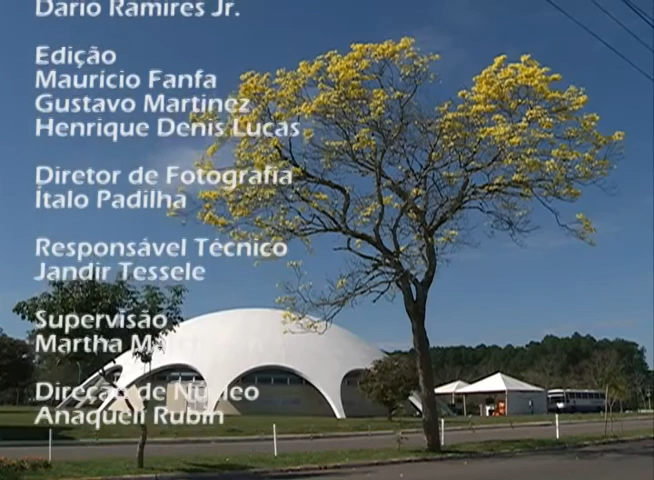 Dario Ramires Jr.
Edição
Maurício Fanfa
Gustavo Martinez
Henrique Denis Lucas
Diretor de Fotografia
Ítalo Padilha
Responsável Técnico
Jandir Tessele
Supervisão
Martha
Direção de Núcleo
Anaqueli Rubin